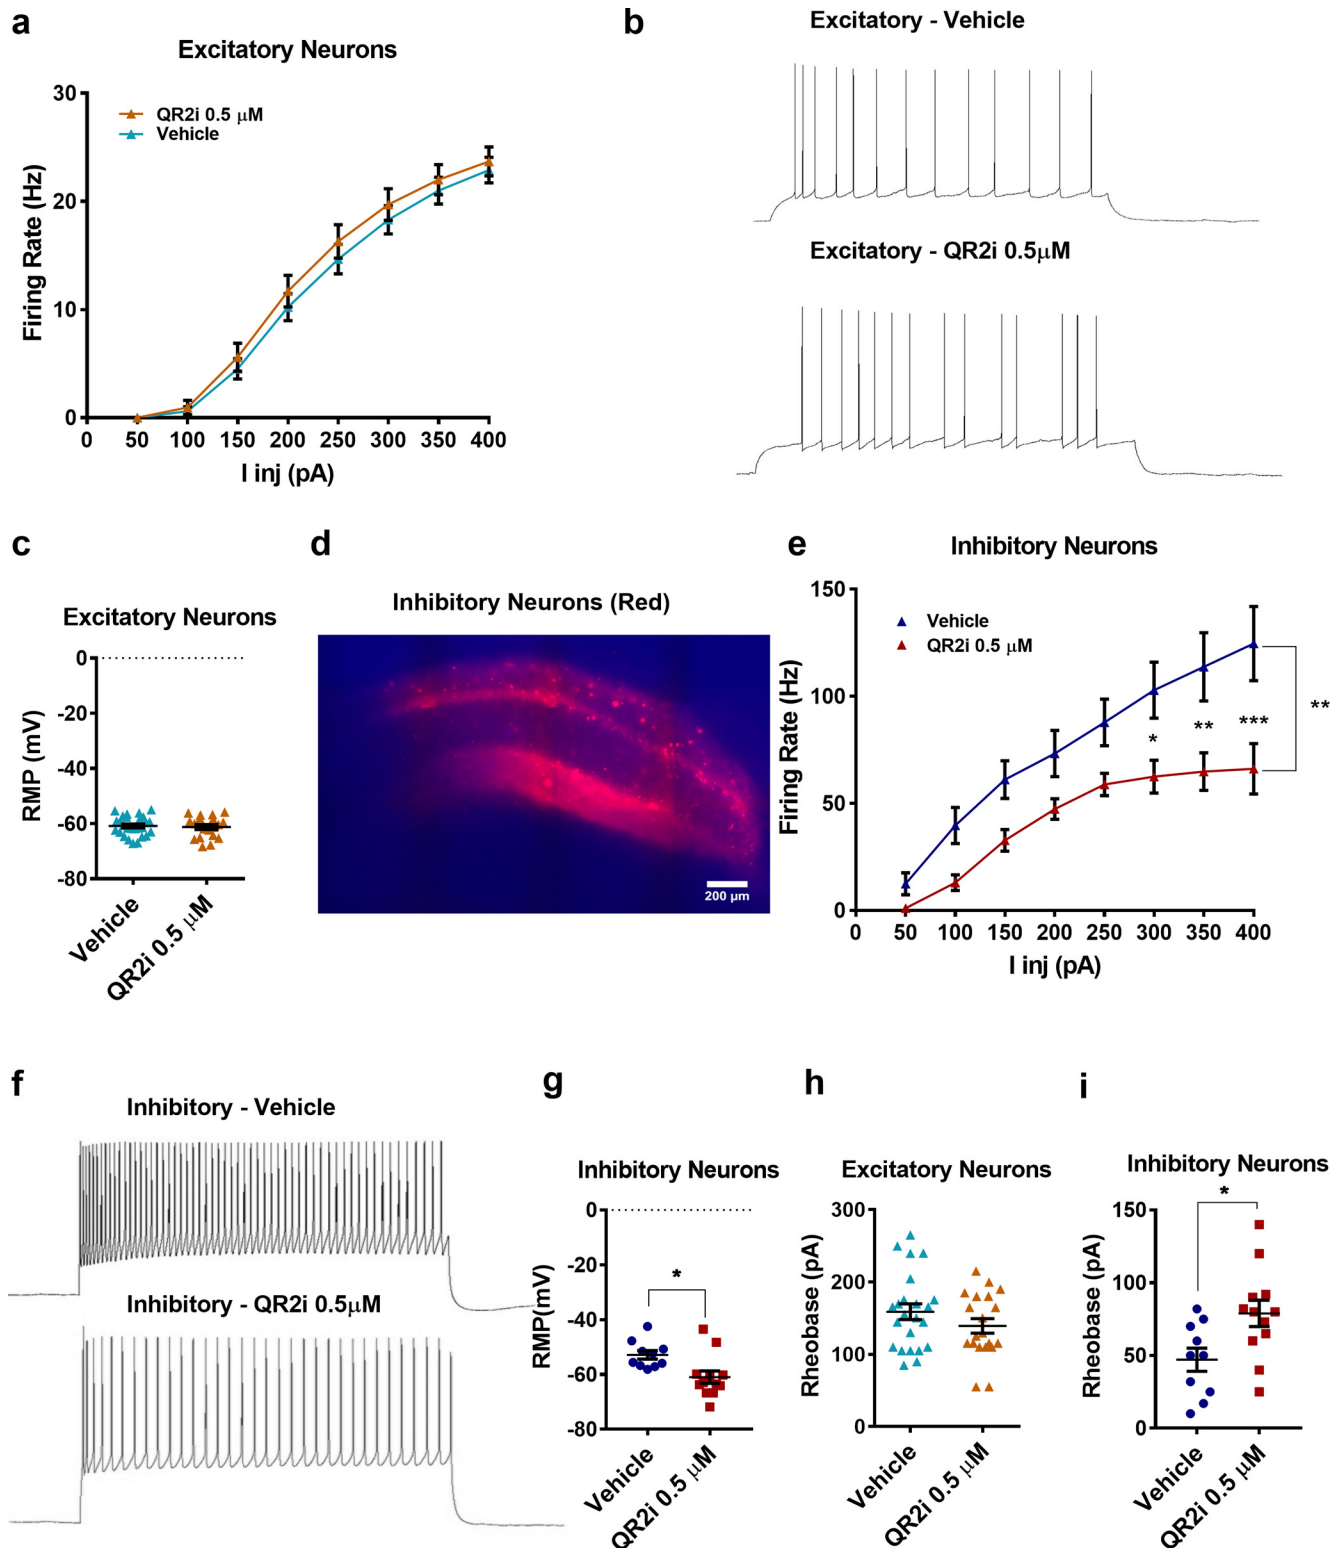 a
Excitatory Neurons
30
20
10
0
Firing Rate (Hz)
QR2i 0.5 μM
Vehicle
0 50 100 150 200 250 300 350 400
I inj (pA)
b
Excitatory - Vehicle
Excitatory - QR2i 0.5μM
c
Excitatory Neurons
0
-20
-40
-60
-80
RMP (mV)
Vehicle
QR2i 0.5 μM
d
Inhibitory Neurons (Red)
200 μm
e
Inhibitory Neurons
150
100
50
0
Firing Rate (Hz)
Vehicle
QR2i 0.5 μM
* ** *** **
0 50 100 150 200 250 300 350 400
I inj (pA)
f
Inhibitory - Vehicle
Inhibitory - QR2i 0.5μM
g
Inhibitory Neurons
0
-20
-40
-60
-80
RMP(mV)
*
Vehicle
QR2i 0.5 μM
h
Excitatory Neurons
300
200
100
0
Rheobase (pA)
Vehicle
QR2i 0.5 μM
i
Inhibitory Neurons
150
100
50
0
Rheobase (pA)
*
Vehicle
QR2i 0.5 μM